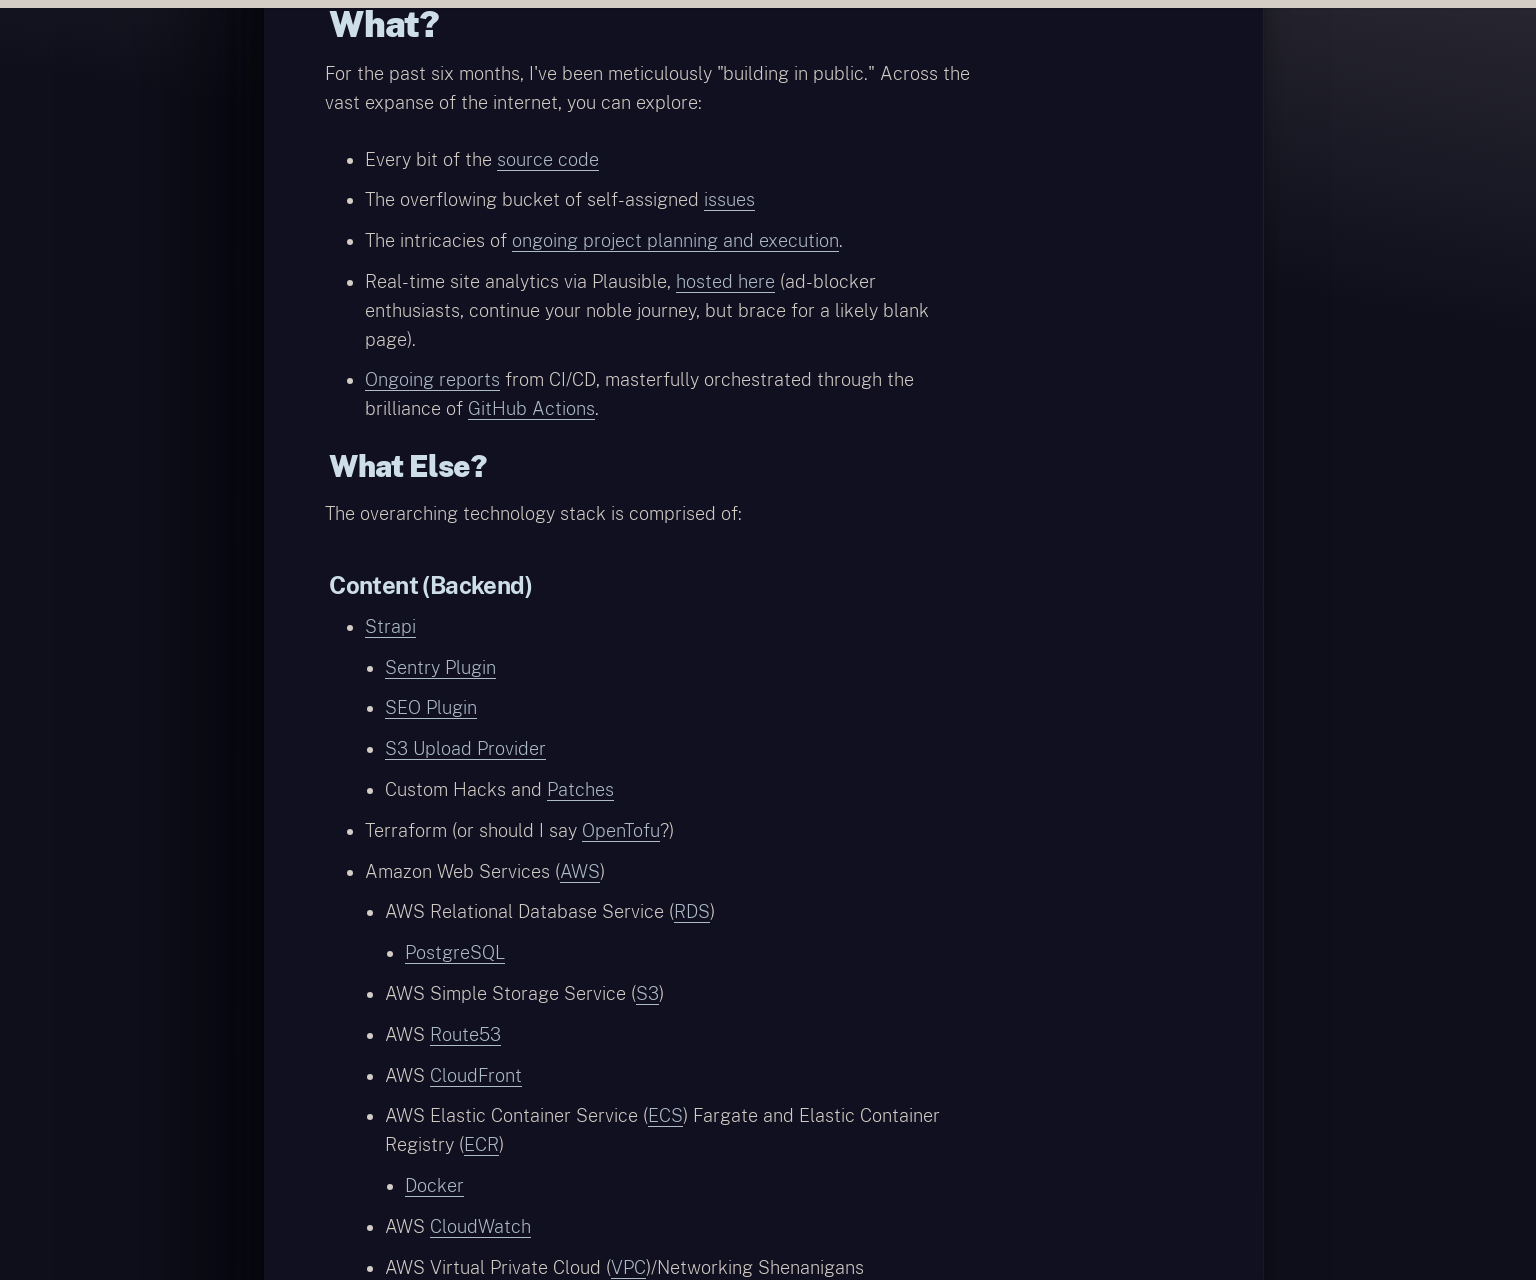 What?
For the past six months, I've been meticulously "building in public." Across the
vast expanse of the internet, you can explore:
Every bit of the source code
The overflowing bucket of self-assigned issues
The intricacies of ongoing project planning and execution.
Real-time site analytics via Plausible, hosted here (ad-blocker
enthusiasts, continue your noble journey, but brace for a likely blank
page).
Ongoing reports from CI/CD, masterfully orchestrated through the
brilliance of GitHub Actions.
What Else?
The overarching technology stack is comprised of:
Content (Backend)
Strapi
Sentry Plugin
SEO Plugin
S3 Upload Provider
Custom Hacks and Patches
Terraform (or should I say OpenTofu?)
Amazon Web Services (AWS)
AWS Relational Database Service (RDS)
PostgreSQL
AWS Simple Storage Service (S3)
AWS Route53
AWS CloudFront
AWS Elastic Container Service (ECS) Fargate and Elastic Container
Registry (ECR)
Docker
AWS CloudWatch
AWS Virtual Private Cloud (VPC)/Networking Shenanigans